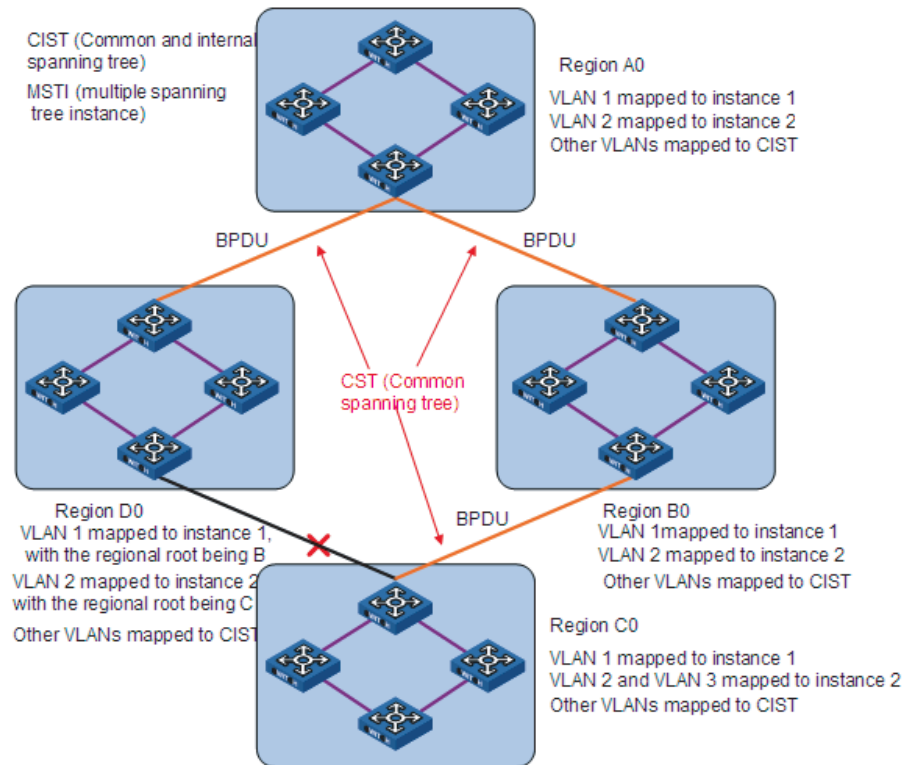 CIST (Common and internal
spanning tree)
MSTI (multiple spanning
tree instance)
Region A0
VLAN 1 mapped to instance 1
VLAN 2 mapped to instance 2
Other VLANs mapped to CIST
BPDU
BPDU
CST (Common
spanning tree)
Region D0
VLAN 1 mapped to instance 1,
with the regional root being B
VLAN 2 mapped to instance 2
with the regional root being C
Other VLANs mapped to CIST
BPDU
Region B0
VLAN 1mapped to instance 1
VLAN 2 mapped to instance 2
Other VLANs mapped to CIST
Region C0
VLAN 1 mapped to instance 1
VLAN 2 and VLAN 3 mapped to instance 2
Other VLANs mapped to CIST